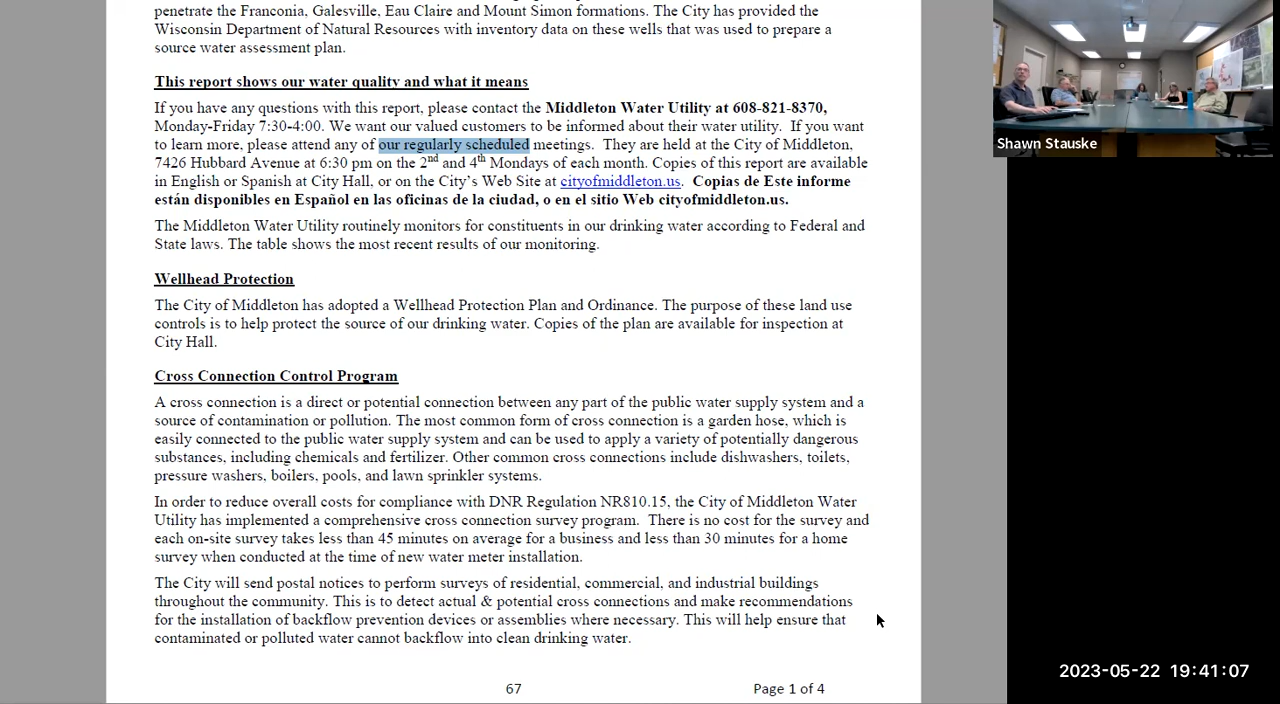 penetrate the Franconia, Galesville, Eau Claire and Mount Simon formations. The City has provided the
Wisconsin Department of Natural Resources with inventory data on these wells that was used to prepare a
source water assessment plan.
This report shows our water quality and what it means
If you have any questions with this report, please contact the Middleton Water Utility at 608-821-8370,
Monday-Friday 7:30-4:00. We want our valued customers to be informed about their water utility. If you want
to learn more, please attend any of our regularly scheduled meetings. They are held at the City of Middleton,
7426 Hubbard Avenue at 6:30 pm on the 2nd and 4th Mondays of each month. Copies of this report are available
in English or Spanish at City Hall, or on the City's Web Site at cityofmiddleton.us. Copias de Este informe
están disponibles en Español en las oficinas de la ciudad, o en el sitio Web cityofmiddleton.us.
The Middleton Water Utility routinely monitors for constituents in our drinking water according to Federal and
State laws. The table shows the most recent results of our monitoring.
Wellhead Protection
The City of Middleton has adopted a Wellhead Protection Plan and Ordinance. The purpose of these land use
controls is to help protect the source of our drinking water. Copies of the plan are available for inspection at
City Hall.
Cross Connection Control Program
A cross connection is a direct or potential connection between any part of the public water supply system and a
source of contamination or pollution. The most common form of cross connection is a garden hose, which is
easily connected to the public water supply system and can be used to apply a variety of potentially dangerous
substances, including chemicals and fertilizer. Other common cross connections include dishwashers, toilets,
pressure washers, boilers, pools, and lawn sprinkler systems.
In order to reduce overall costs for compliance with DNR Regulation NR810.15, the City of Middleton Water
Utility has implemented a comprehensive cross connection survey program. There is no cost for the survey and
each on-site survey takes less than 45 minutes on average for a business and less than 30 minutes for a home
survey when conducted at the time of new water meter installation.
The City will send postal notices to perform surveys of residential, commercial, and industrial buildings
throughout the community. This is to detect actual & potential cross connections and make recommendations
for the installation of backflow prevention devices or assemblies where necessary. This will help ensure that
contaminated or polluted water cannot backflow into clean drinking water.
67
Page 1 of 4
Shawn Stauske
2023-05-22 19:41:07